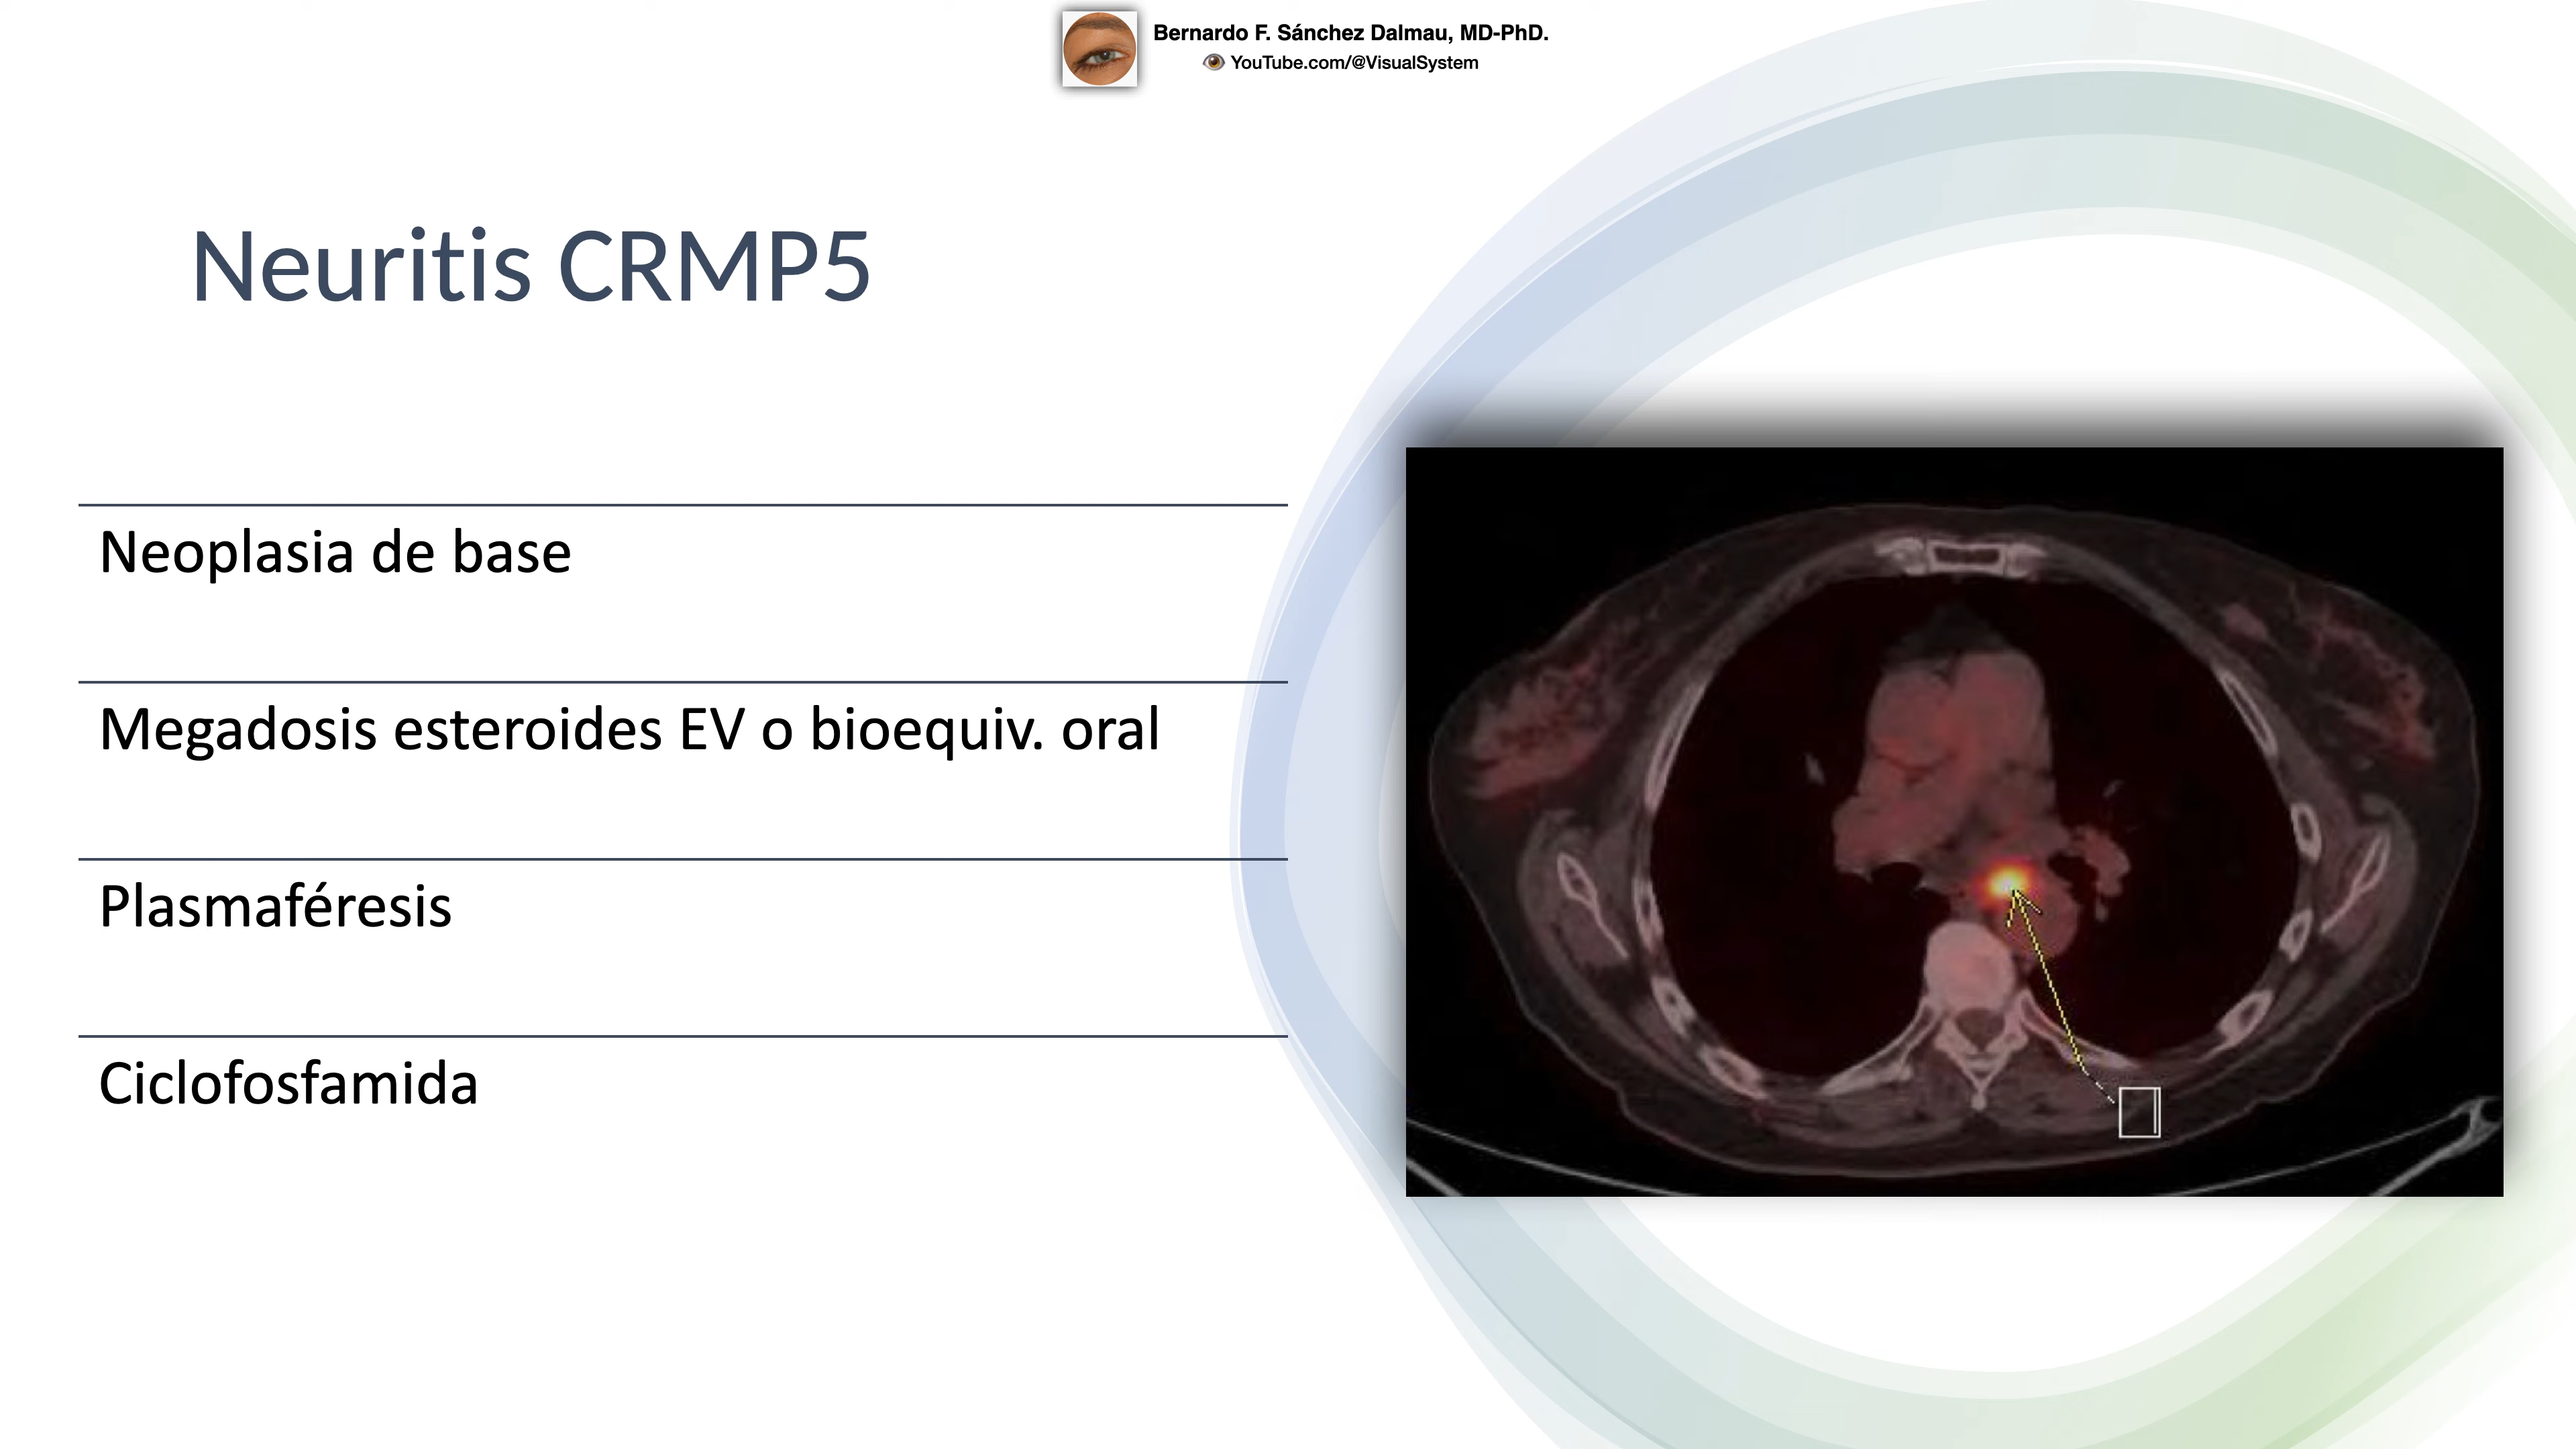 Bernardo F. Sánchez Dalmau, MD-PhD.
YouTube.com/@VisualSystem
Neuritis CRMP5
Neoplasia de base
Megadosis esteroides EV o bioequiv. oral
Plasmaféresis
Ciclofosfamida